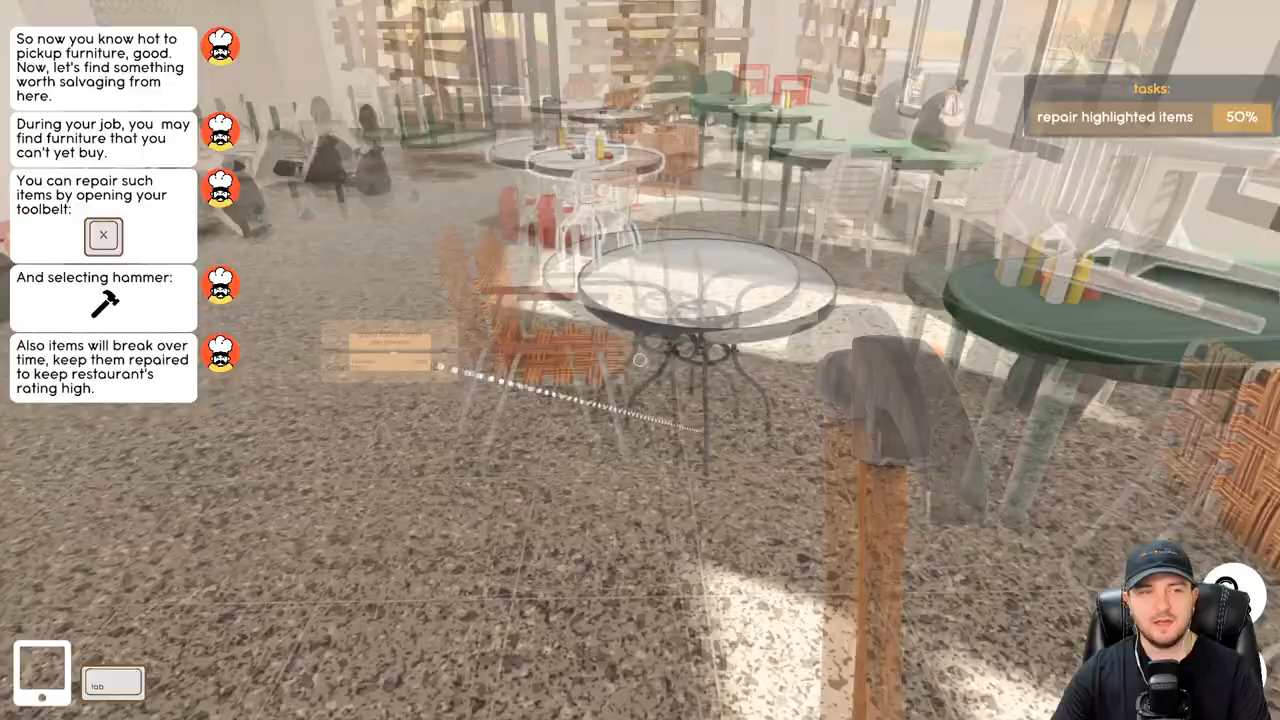 So now you know hot to
pickup furniture, good.
Now, let's find something
worth salvaging from
here.
During your job, you may
find furniture that you
can't yet buy.
You can repair such
items by opening your
toolbelt:
X
And selecting hammer:
Also items will break over
time, keep them repaired
to keep restaurant's
rating high.
tasks:
repair highlighted items 50%
tab